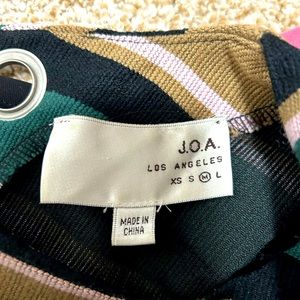 J.O.A.
LOS ANGELES
XS S M L
MADE IN
CHINA